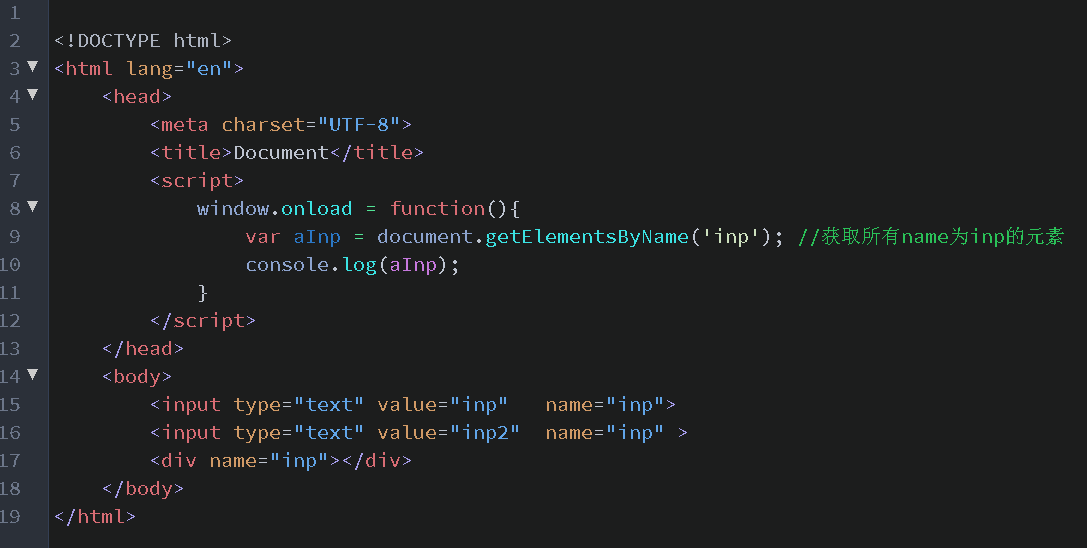 1
2 <!DOCTYPE html>
3 <html lang="en">
4     <head>
5         <meta charset="UTF-8">
6         <title>Document</title>
7         <script>
8             window.onload = function(){
9                 var aInp = document.getElementsByName('inp'); //获取所有name为inp的元素
10                 console.log(aInp);
11             }
12         </script>
13     </head>
14     <body>
15         <input type="text" value="inp"   name="inp">
16         <input type="text" value="inp2"  name="inp" >
17         <div name="inp"></div>
18     </body>
19 </html>